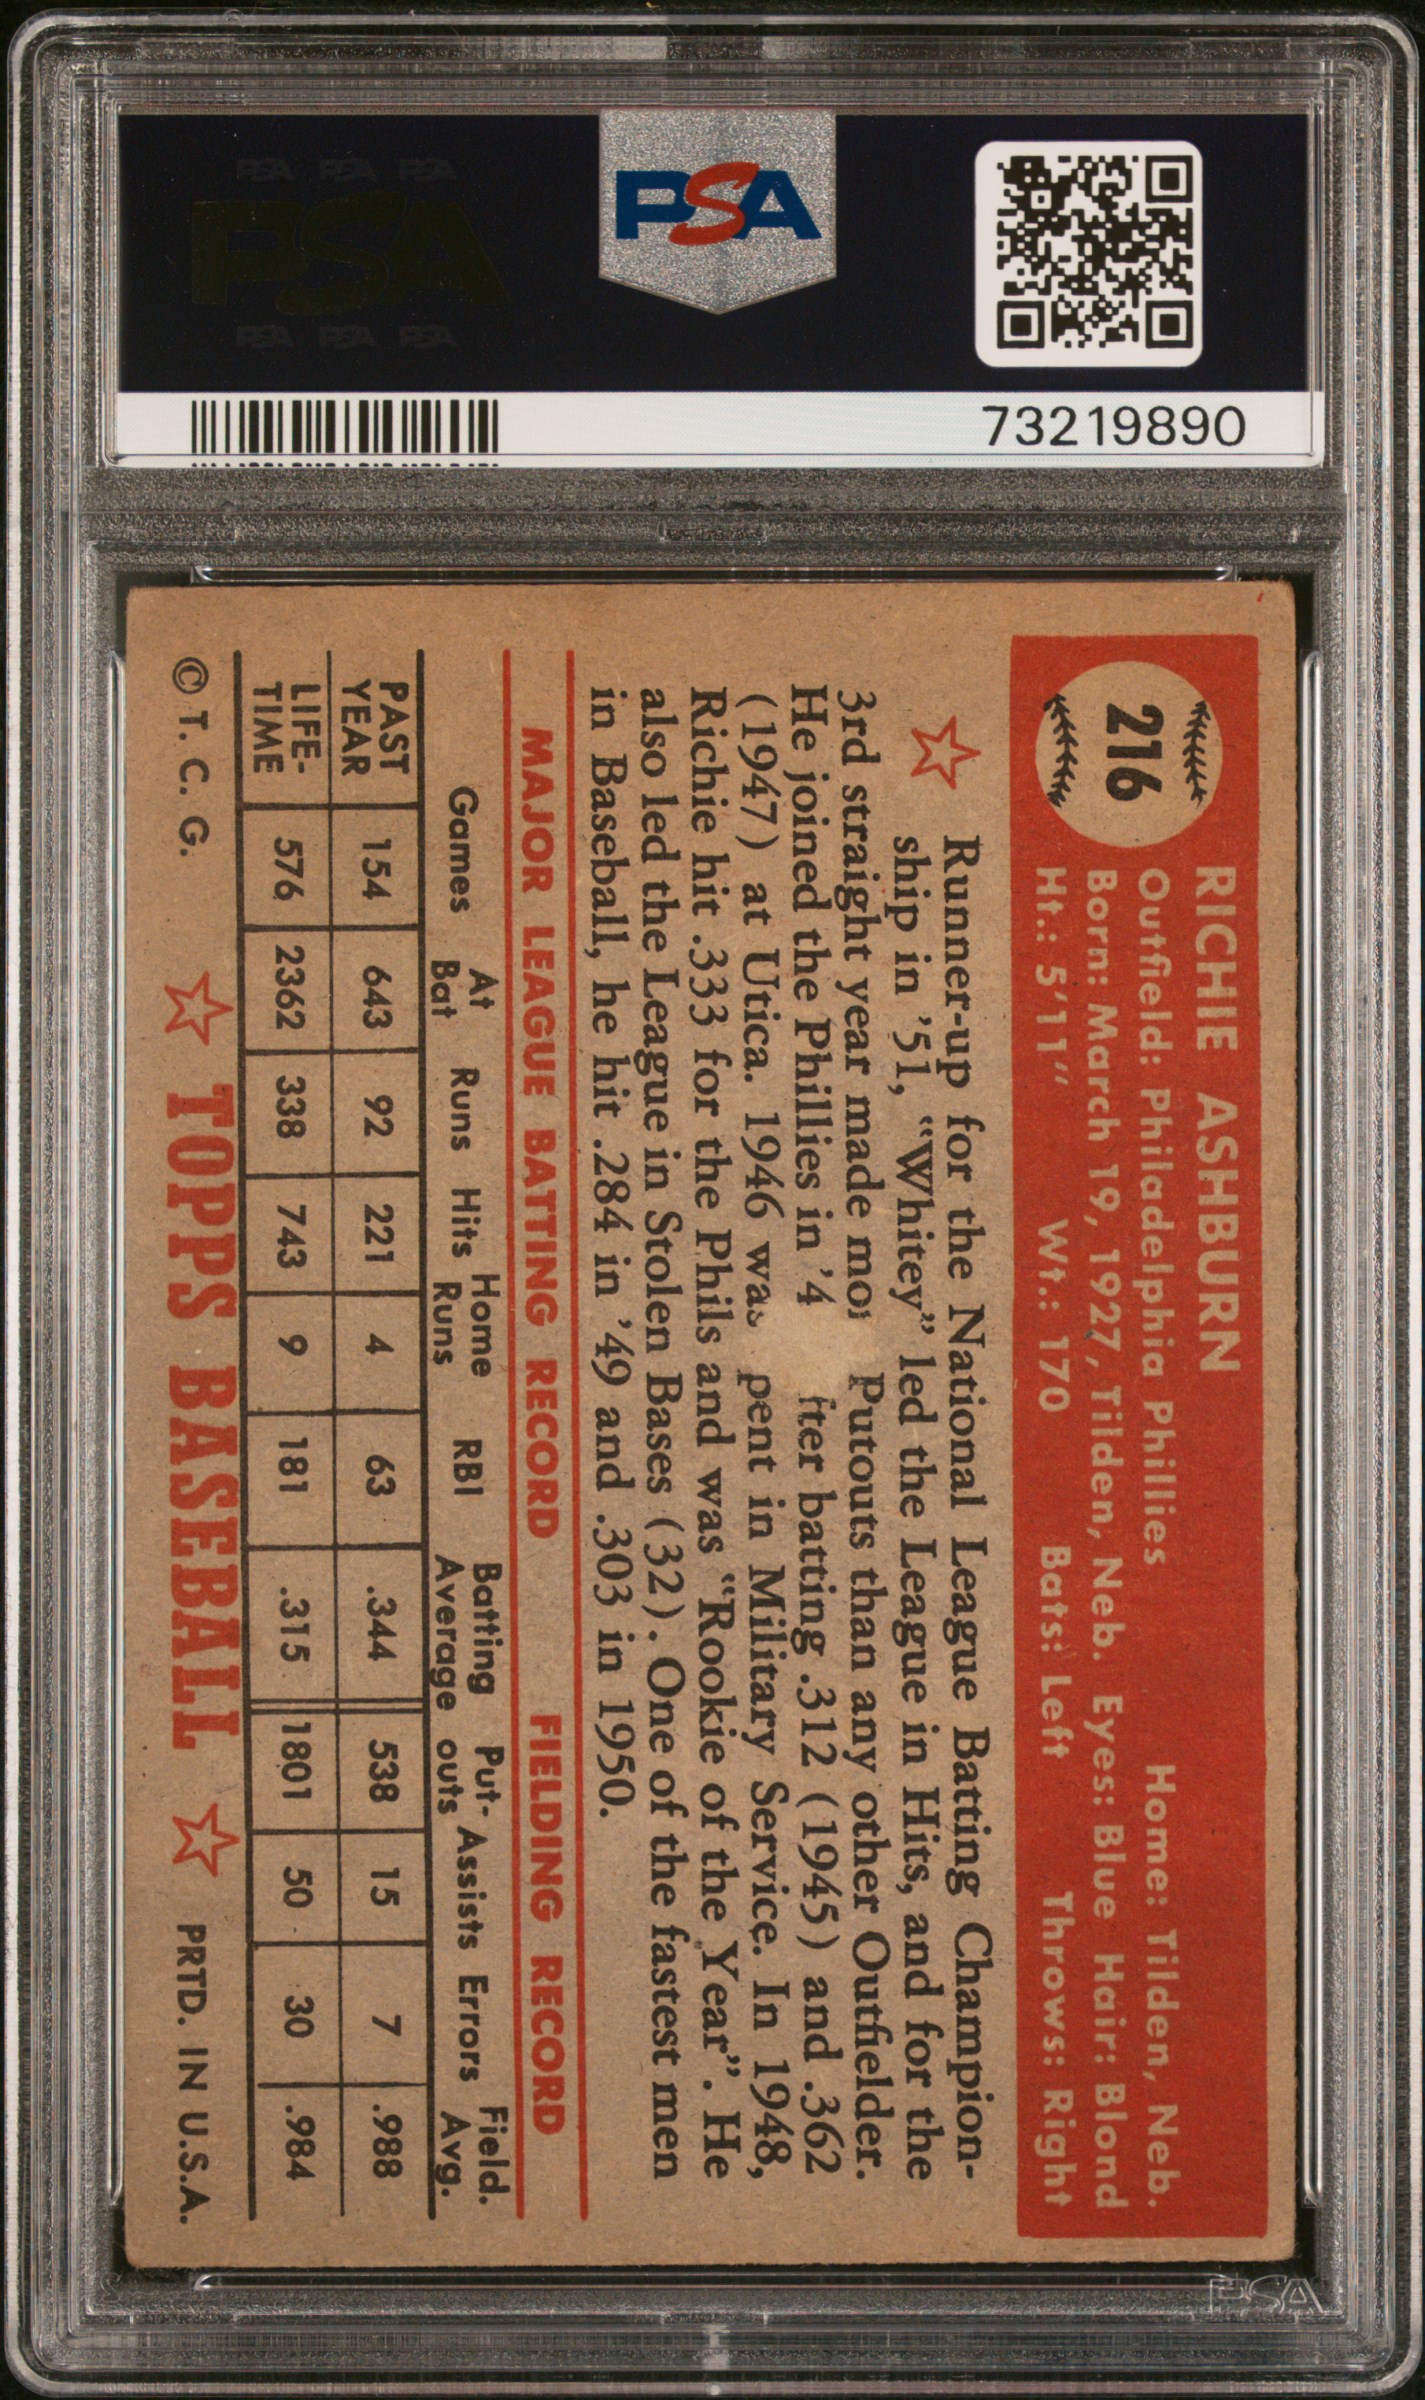 PSA PSA PSA
PSA
PSA PSA PSA
PSA
73219890
216
RICHIE ASHBURN
Outfield: Philadelphia Phillies Home: Tilden, Neb.
Born: March 19, 1927, Tilden, Neb. Eyes: Blue Hair: Blond
Ht.: 5'11" Wt.: 170 Bats: Left Throws: Right
Runner-up for the National League Batting Champion-
ship in '51, "Whitey" led the League in Hits, and for the
3rd straight year made mo Putouts than any other Outfielder.
He joined the Phillies in '4 fter batting .312 (1945) and .362
(1947) at Utica. 1946 was pent in Military Service. In 1948,
Richie hit .333 for the Phils and was "Rookie of the Year". He
also led the League in Stolen Bases (32). One of the fastest men
in Baseball, he hit .284 in '49 and .303 in 1950.
MAJOR LEAGUE BATTING RECORD FIELDING RECORD
Games At Bat Runs Hits Home Runs RBI Batting Average Put-outs Assists Errors Field. Avg.
PAST YEAR 154 643 92 221 4 63 .344 538 15 7 .988
LIFE-TIME 576 2362 338 743 9 181 .315 1801 50 30 .984
© T. C. G. TOPPS BASEBALL PRTD. IN U.S.A.
PSA